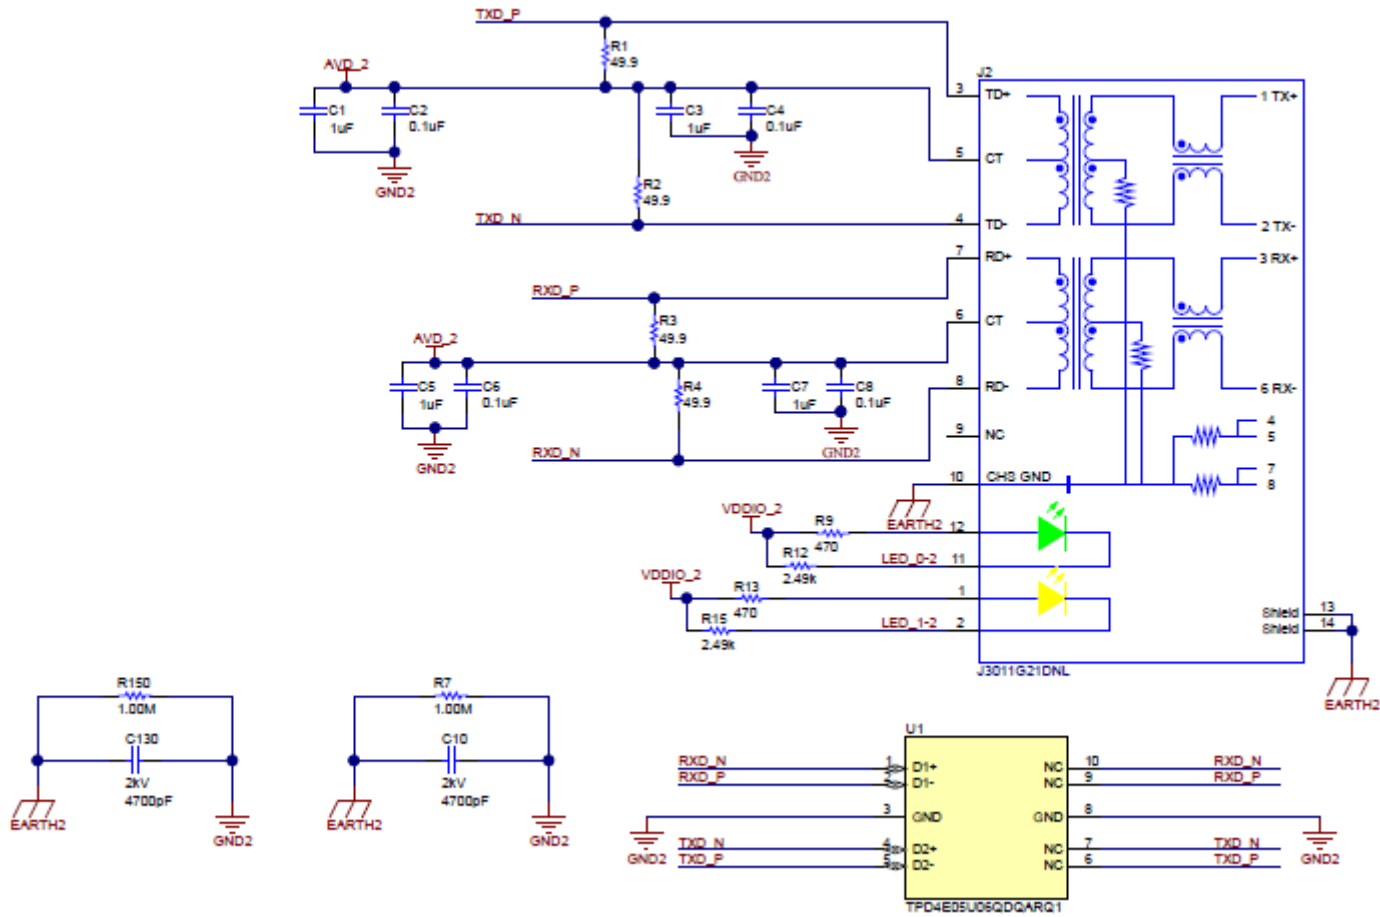 TXD_P
R1
49.9
AVD_2
C1
1uF
C2
0.1uF
GND2
C3
1uF
C4
0.1uF
GND2
R2
49.9
TXD_N
RXD_P
R3
49.9
AVD_2
C5
1uF
C6
0.1uF
GND2
R4
49.9
C7
1uF
C8
0.1uF
GND2
RXD_N
J2
3 TD+
5 CT
4 TD-
7 RD+
6 CT
8 RD-
9 NC
10 CHS GND
EARTH2
12
11
1
2
1 TX+
2 TX-
3 RX+
6 RX-
4
5
7
8
VDDIO_2
R9
470
R12
2.49k
LED_0-2
VDDIO_2
R13
470
R15
2.49k
LED_1-2
Shield 13
Shield 14
EARTH2
J3011G21DNL
R150
1.00M
C130
2kV
4700pF
EARTH2
GND2
R7
1.00M
C10
2kV
4700pF
EARTH2
GND2
U1
RXD_N 1 D1+ NC 10 RXD_N
RXD_P 2 D1- NC 9 RXD_P
3 GND GND 8
GND2
GND2
TXD_N 4 D2+ NC 7 TXD_N
TXD_P 5 D2- NC 6 TXD_P
TPD4E05U06QDQARQ1